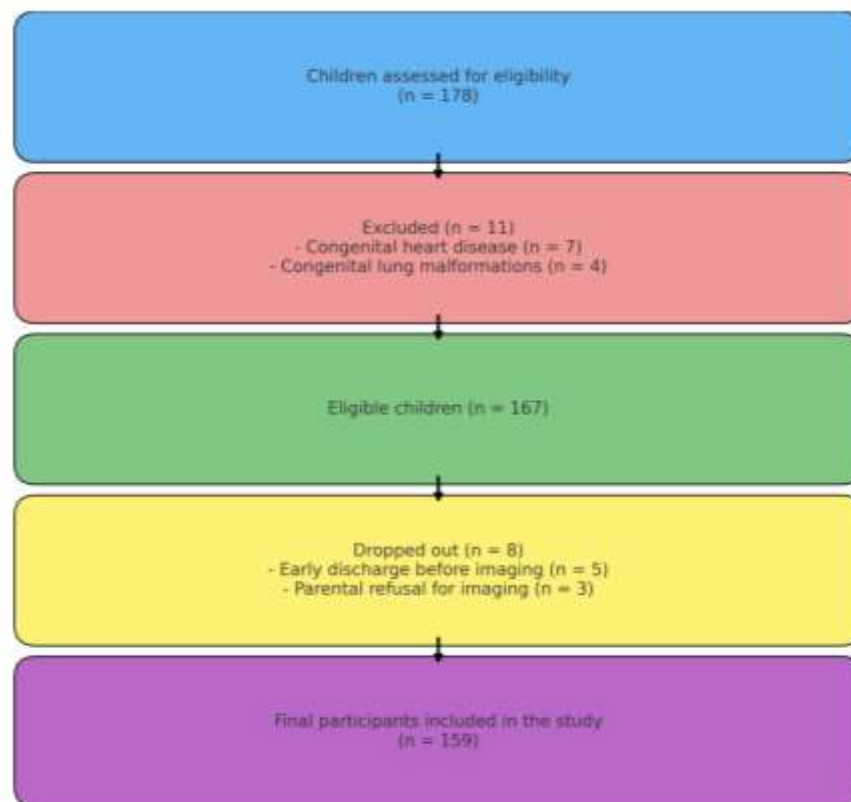 Children assessed for eligibility
(n = 178)
Excluded (n = 11)
- Congenital heart disease (n = 7)
- Congenital lung malformations (n = 4)
Eligible children (n = 167)
Dropped out (n = 8)
- Early discharge before imaging (n = 5)
- Parental refusal for imaging (n = 3)
Final participants included in the study
(n = 159)